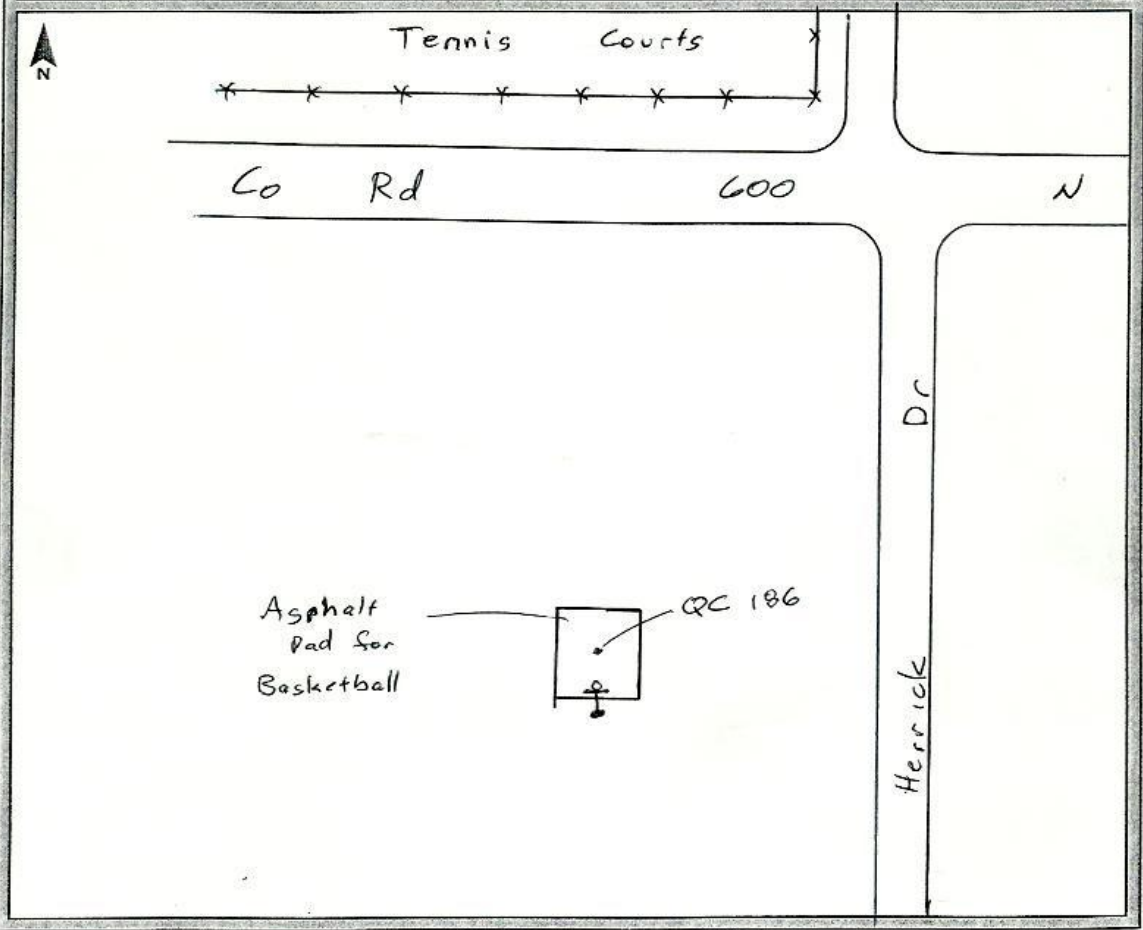 N
Tennis Courts
Co Rd 600 N
Herrick Dr
Asphalt
Pad for
Basketball
QC 186